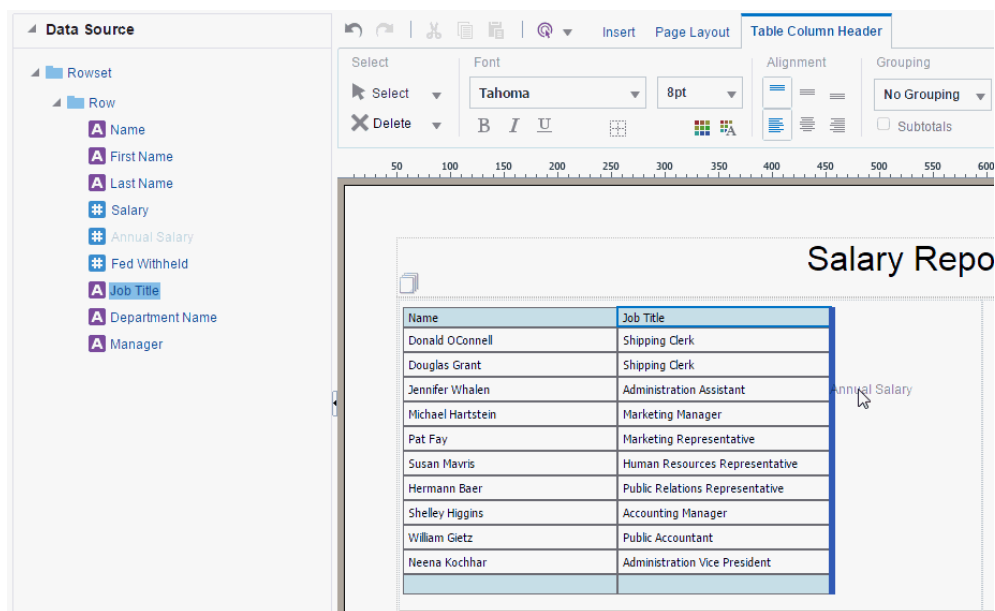 Data Source
Insert Page Layout Table Column Header
Select Font Alignment Grouping
Select Tahoma 8pt No Grouping
Delete B I U A Subtotals
Rowset
Row
A Name
A First Name
A Last Name
# Salary
# Annual Salary
# Fed Withheld
A Job Title
A Department Name
A Manager
50 100 150 200 250 300 350 400 450 500 550 600
Salary Repo
Name Job Title
Donald OConnell Shipping Clerk
Douglas Grant Shipping Clerk
Jennifer Whalen Administration Assistant Annual Salary
Michael Hartstein Marketing Manager
Pat Fay Marketing Representative
Susan Mavris Human Resources Representative
Hermann Baer Public Relations Representative
Shelley Higgins Accounting Manager
William Gietz Public Accountant
Neena Kochhar Administration Vice President